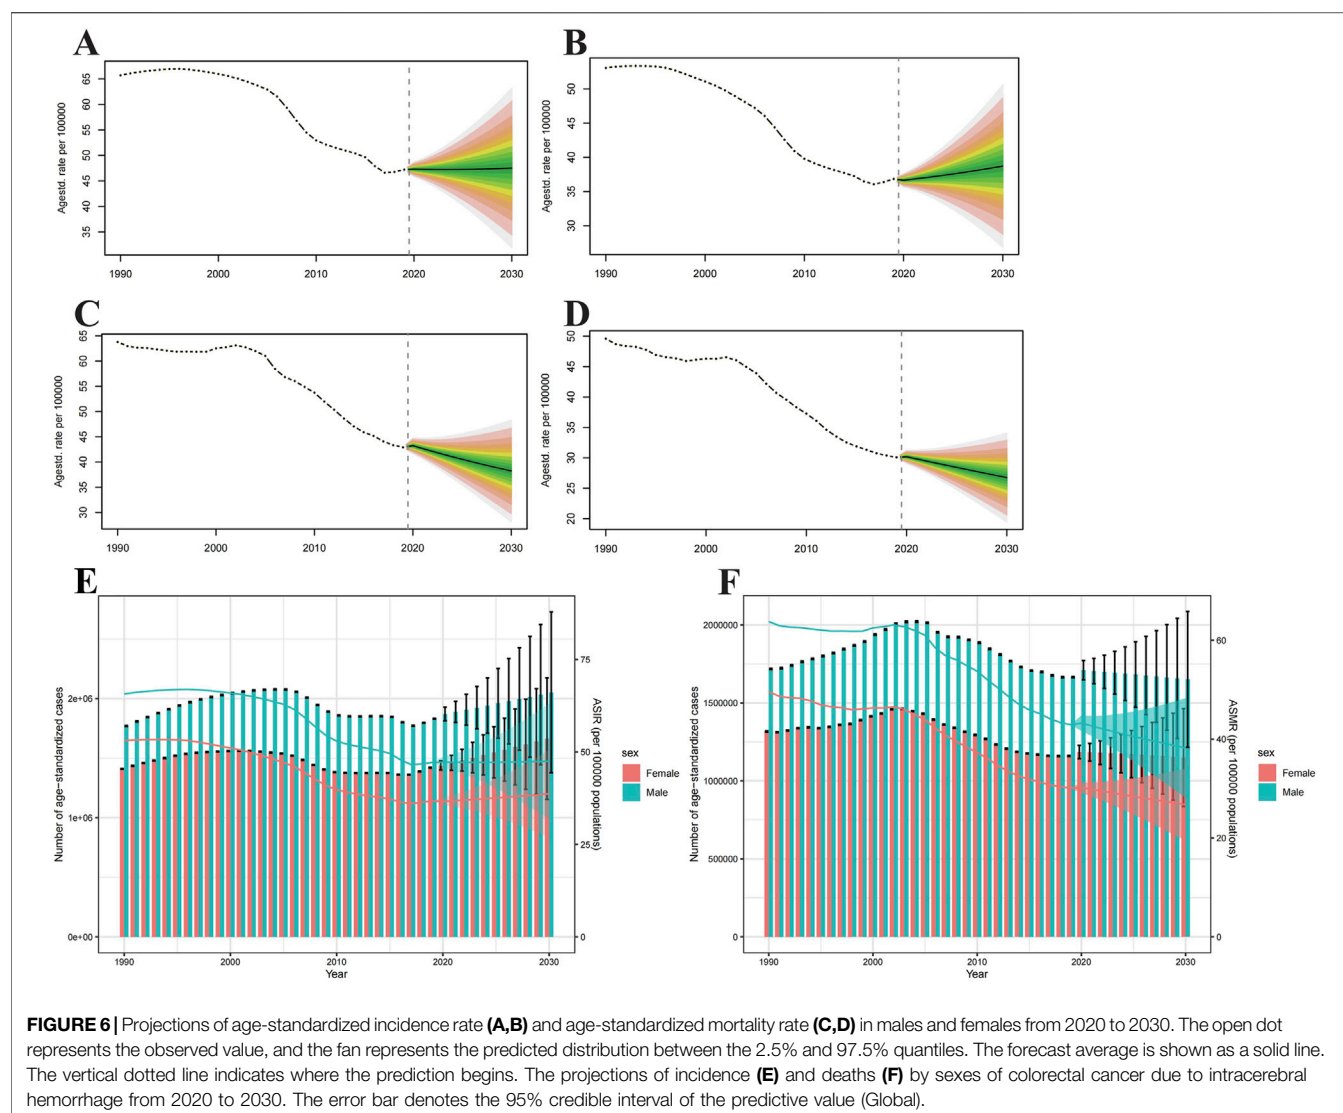 A
Agestd. rate per 100000
65
60
55
50
45
40
35
1990 2000 2010 2020 2030
B
Agestd. rate per 100000
50
45
40
35
30
1990 2000 2010 2020 2030
C
Agestd. rate per 100000
65
60
55
50
45
40
35
30
1990 2000 2010 2020 2030
D
Agestd. rate per 100000
50
45
40
35
30
25
20
1990 2000 2010 2020 2030
E
Number of age-standardized cases
2e+06
1e+06
0e+00
1990 2000 2010 2020 2030
Year
75
50
25
0
ASIR (per 100000 populations)
sex
Female
Male
F
Number of age-standardized cases
2000000
1500000
1000000
500000
0
1990 2000 2010 2020 2030
Year
60
40
20
0
ASMR (per 100000 populations)
sex
Female
Male
FIGURE 6 | Projections of age-standardized incidence rate (A,B) and age-standardized mortality rate (C,D) in males and females from 2020 to 2030. The open dot
represents the observed value, and the fan represents the predicted distribution between the 2.5% and 97.5% quantiles. The forecast average is shown as a solid line.
The vertical dotted line indicates where the prediction begins. The projections of incidence (E) and deaths (F) by sexes of colorectal cancer due to intracerebral
hemorrhage from 2020 to 2030. The error bar denotes the 95% credible interval of the predictive value (Global).